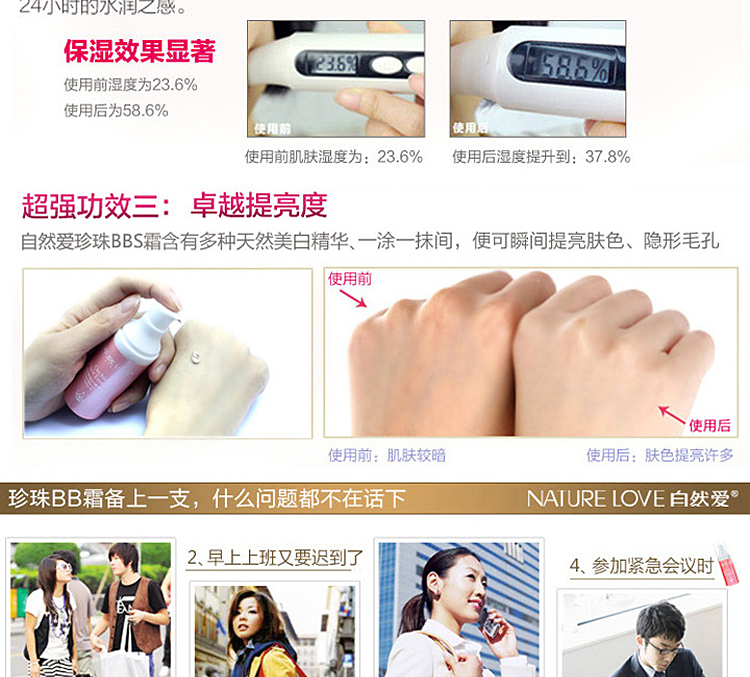 24小时的水润之感。
保湿效果显著
使用前湿度为23.6%
使用后为58.6%
23.6%
58.6%
使用前
使用后
使用前肌肤湿度为：23.6%
使用后湿度提升到：37.8%
超强功效三：卓越提亮度
自然爱珍珠BBS霜含有多种天然美白精华、一涂一抹间，便可瞬间提亮肤色、隐形毛孔
使用前
使用后
使用前：肌肤较暗
使用后：肤色提亮许多
珍珠BB霜备上一支，什么问题都不在话下
NATURE LOVE 自然爱®
2、早上上班又要迟到了
4、参加紧急会议时